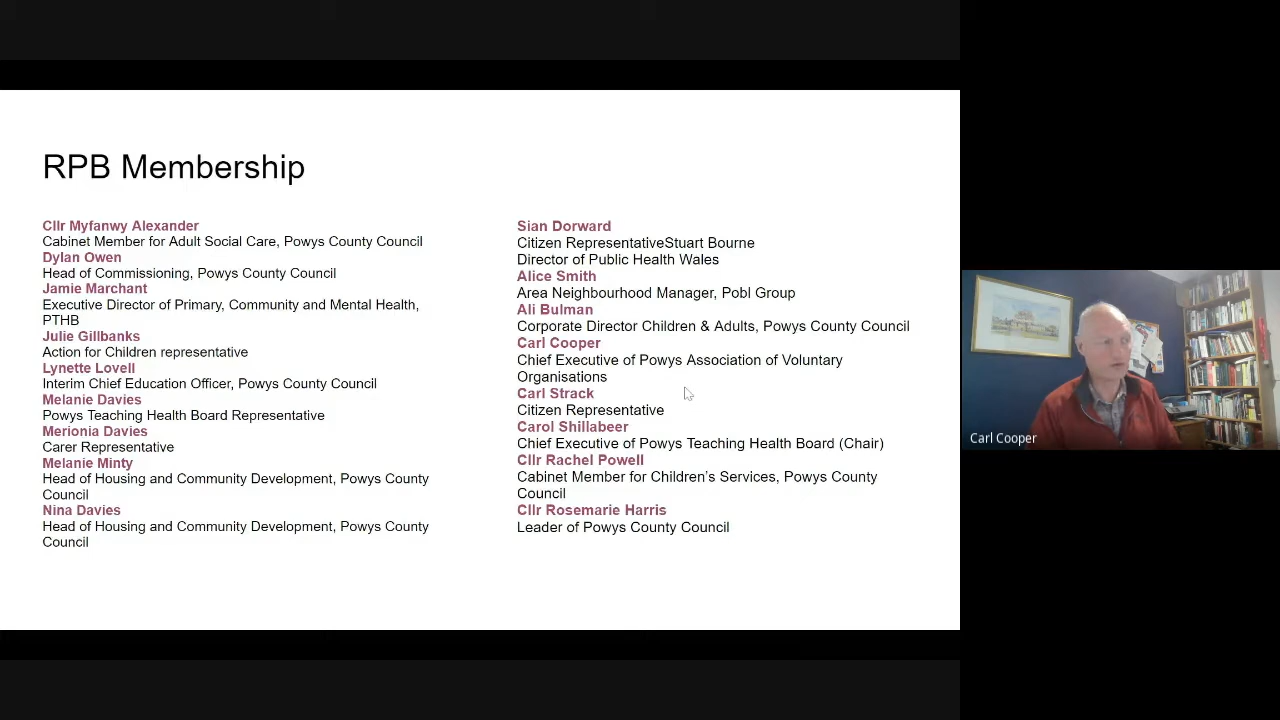 RPB Membership
Cllr Myfanwy Alexander
Cabinet Member for Adult Social Care, Powys County Council
Dylan Owen
Head of Commissioning, Powys County Council
Jamie Marchant
Executive Director of Primary, Community and Mental Health,
PTHB
Julie Gillbanks
Action for Children representative
Lynette Lovell
Interim Chief Education Officer, Powys County Council
Melanie Davies
Powys Teaching Health Board Representative
Merionia Davies
Carer Representative
Melanie Minty
Head of Housing and Community Development, Powys County
Council
Nina Davies
Head of Housing and Community Development, Powys County
Council
Sian Dorward
Citizen RepresentativeStuart Bourne
Director of Public Health Wales
Alice Smith
Area Neighbourhood Manager, Pobl Group
Ali Bulman
Corporate Director Children & Adults, Powys County Council
Carl Cooper
Chief Executive of Powys Association of Voluntary
Organisations
Carl Strack
Citizen Representative
Carol Shillabeer
Chief Executive of Powys Teaching Health Board (Chair)
Cllr Rachel Powell
Cabinet Member for Children’s Services, Powys County
Council
Cllr Rosemarie Harris
Leader of Powys County Council
Carl Cooper